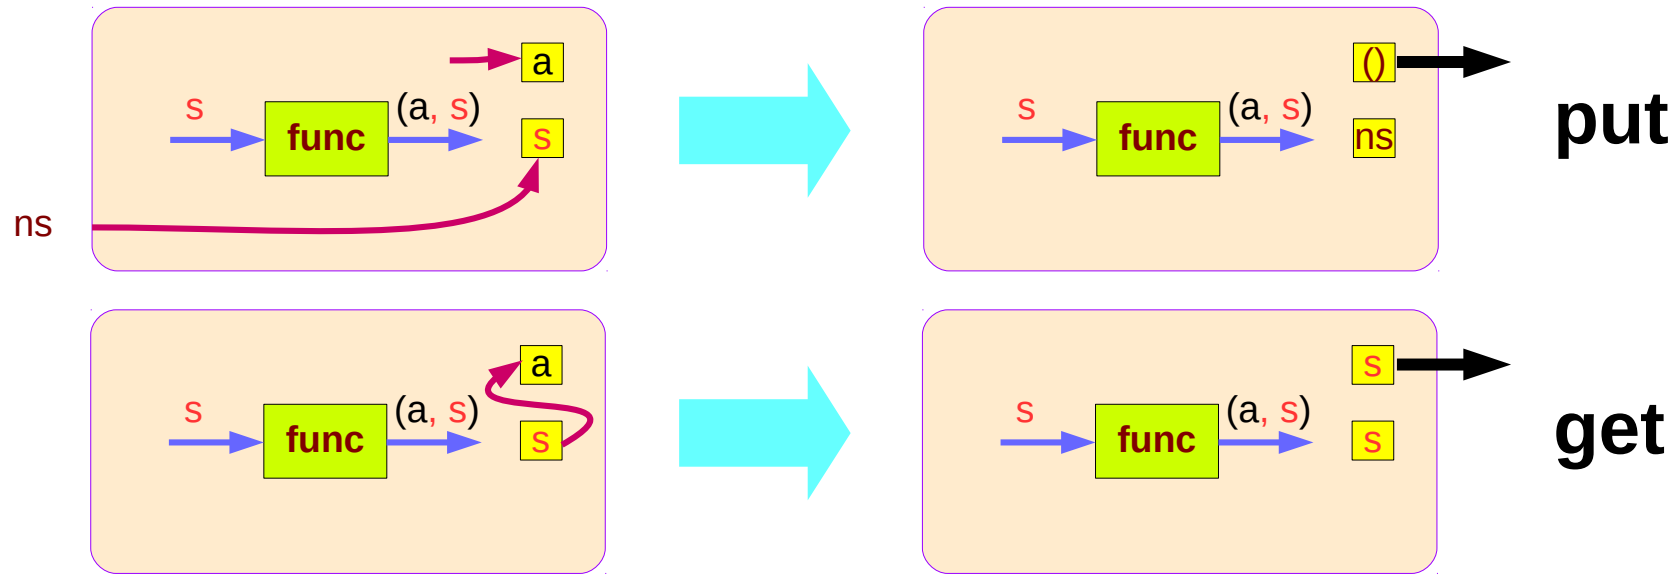 a
()
s
(a, s)
s
(a, s)
func
s
func
ns
put
ns
a
s
s
(a, s)
s
(a, s)
func
s
func
s
get